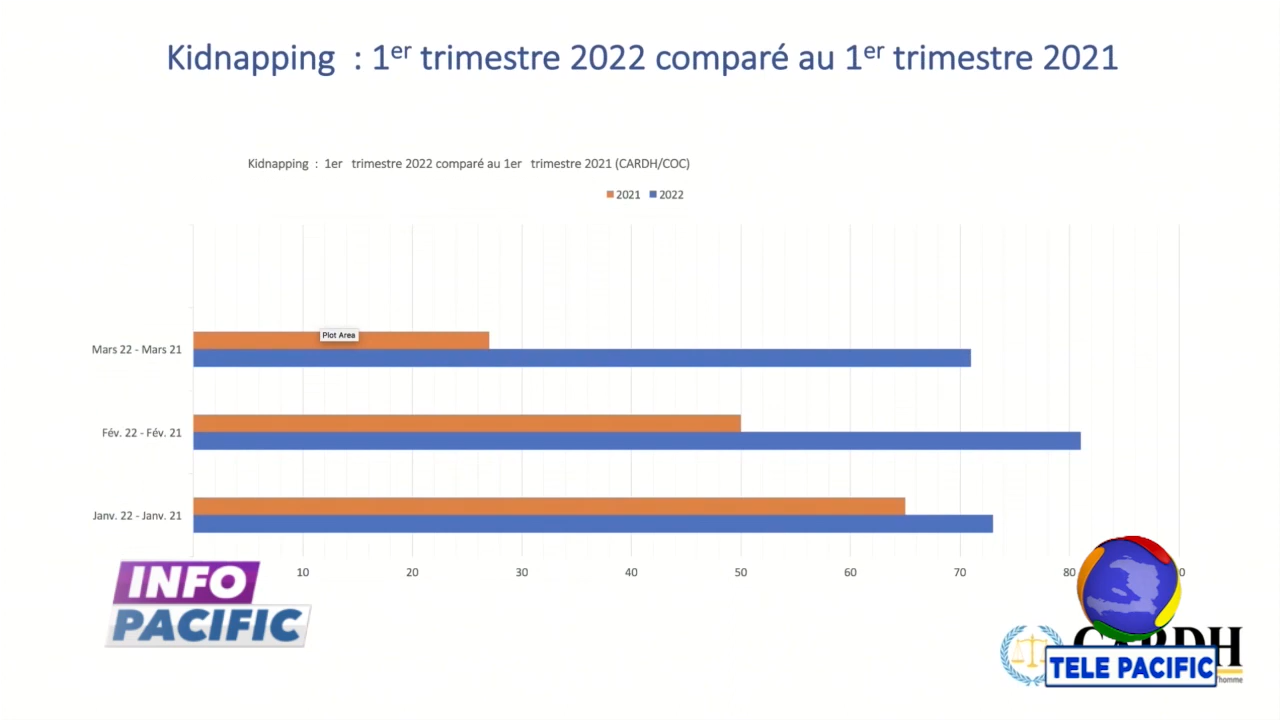 Kidnapping : 1er trimestre 2022 comparé au 1er trimestre 2021
Kidnapping : 1er trimestre 2022 comparé au 1er trimestre 2021 (CARDH/COC)
2021 2022
Plot Area
Mars 22 - Mars 21
Fév. 22 - Fév. 21
Janv. 22 - Janv. 21
10 20 30 40 50 60 70 80
INFO
PACIFIC
CARDH
TELE PACIFIC
homme